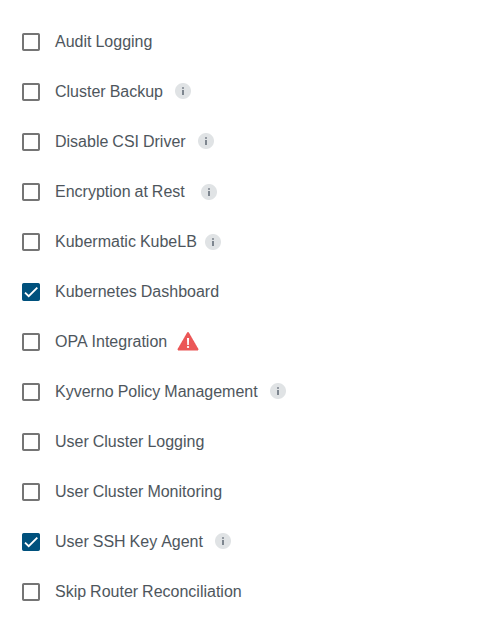 Audit Logging
Cluster Backup
Disable CSI Driver
Encryption at Rest
Kubermatic KubeLB
Kubernetes Dashboard
OPA Integration
Kyverno Policy Management
User Cluster Logging
User Cluster Monitoring
User SSH Key Agent
Skip Router Reconciliation